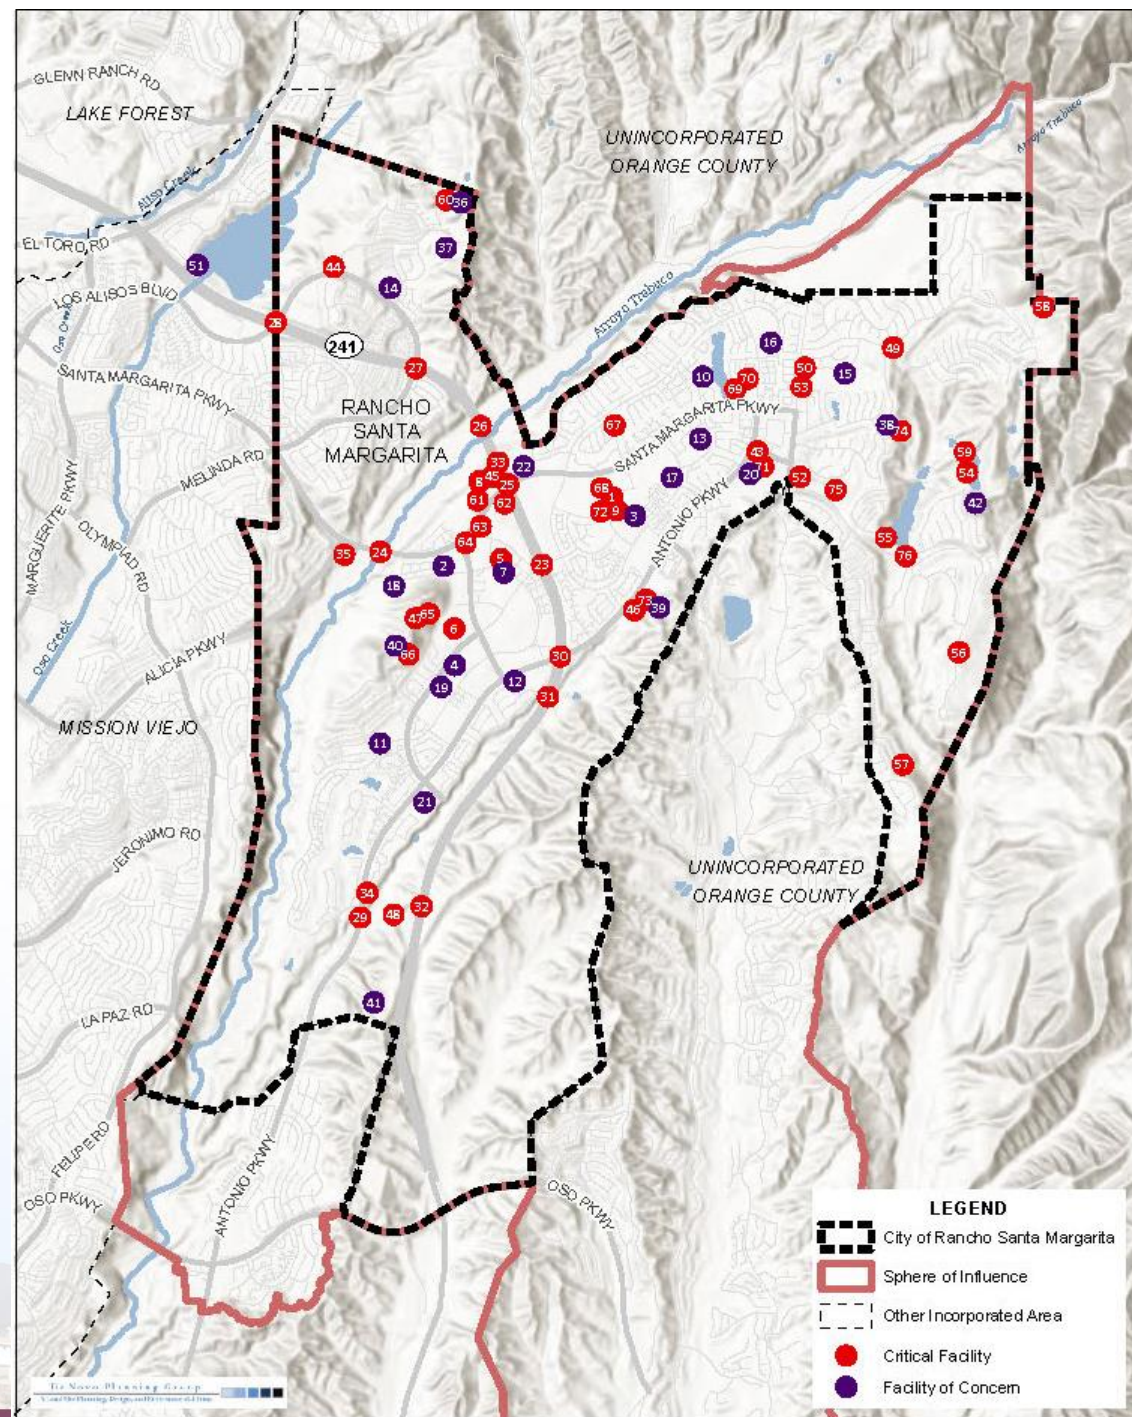 GLENN RANCH RD
LAKE FOREST
UNINCORPORATED
ORANGE COUNTY
Arroyo Trabuco
Aliso Creek
60
36
EL TORO RD
37
51
44
14
LOS ALISOS BLVD
Arroyo Trabuco
58
28
Oso Creek
241
16
49
27
SANTA MARGARITA PKWY
10
70
69
50
53
15
RANCHO
SANTA
MARGARITA
SANTA MARGARITA PKWY
26
67
38
74
13
MELINDA RD
33
22
45
8
25
43
71
20
17
59
54
52
75
61
62
68
1
72
9
3
42
ANTONIO PKWY
MARGUERITE PKWY
OLYMPIAD RD
63
64
35
24
5
7
23
2
18
55
76
73
46
39
47
65
6
Oso Creek
ALICIA PKWY
40
66
4
19
12
30
31
56
MISSION VIEJO
11
57
21
JERONIMO RD
UNINCORPORATED
ORANGE COUNTY
34
29
48
32
LA PAZ RD
41
FELIPE RD
OSO PKWY
ANTONIO PKWY
OSO PKWY
LEGEND
City of Rancho Santa Margarita
Sphere of Influence
Other Incorporated Area
Critical Facility
Facility of Concern
De Novo Planning Group